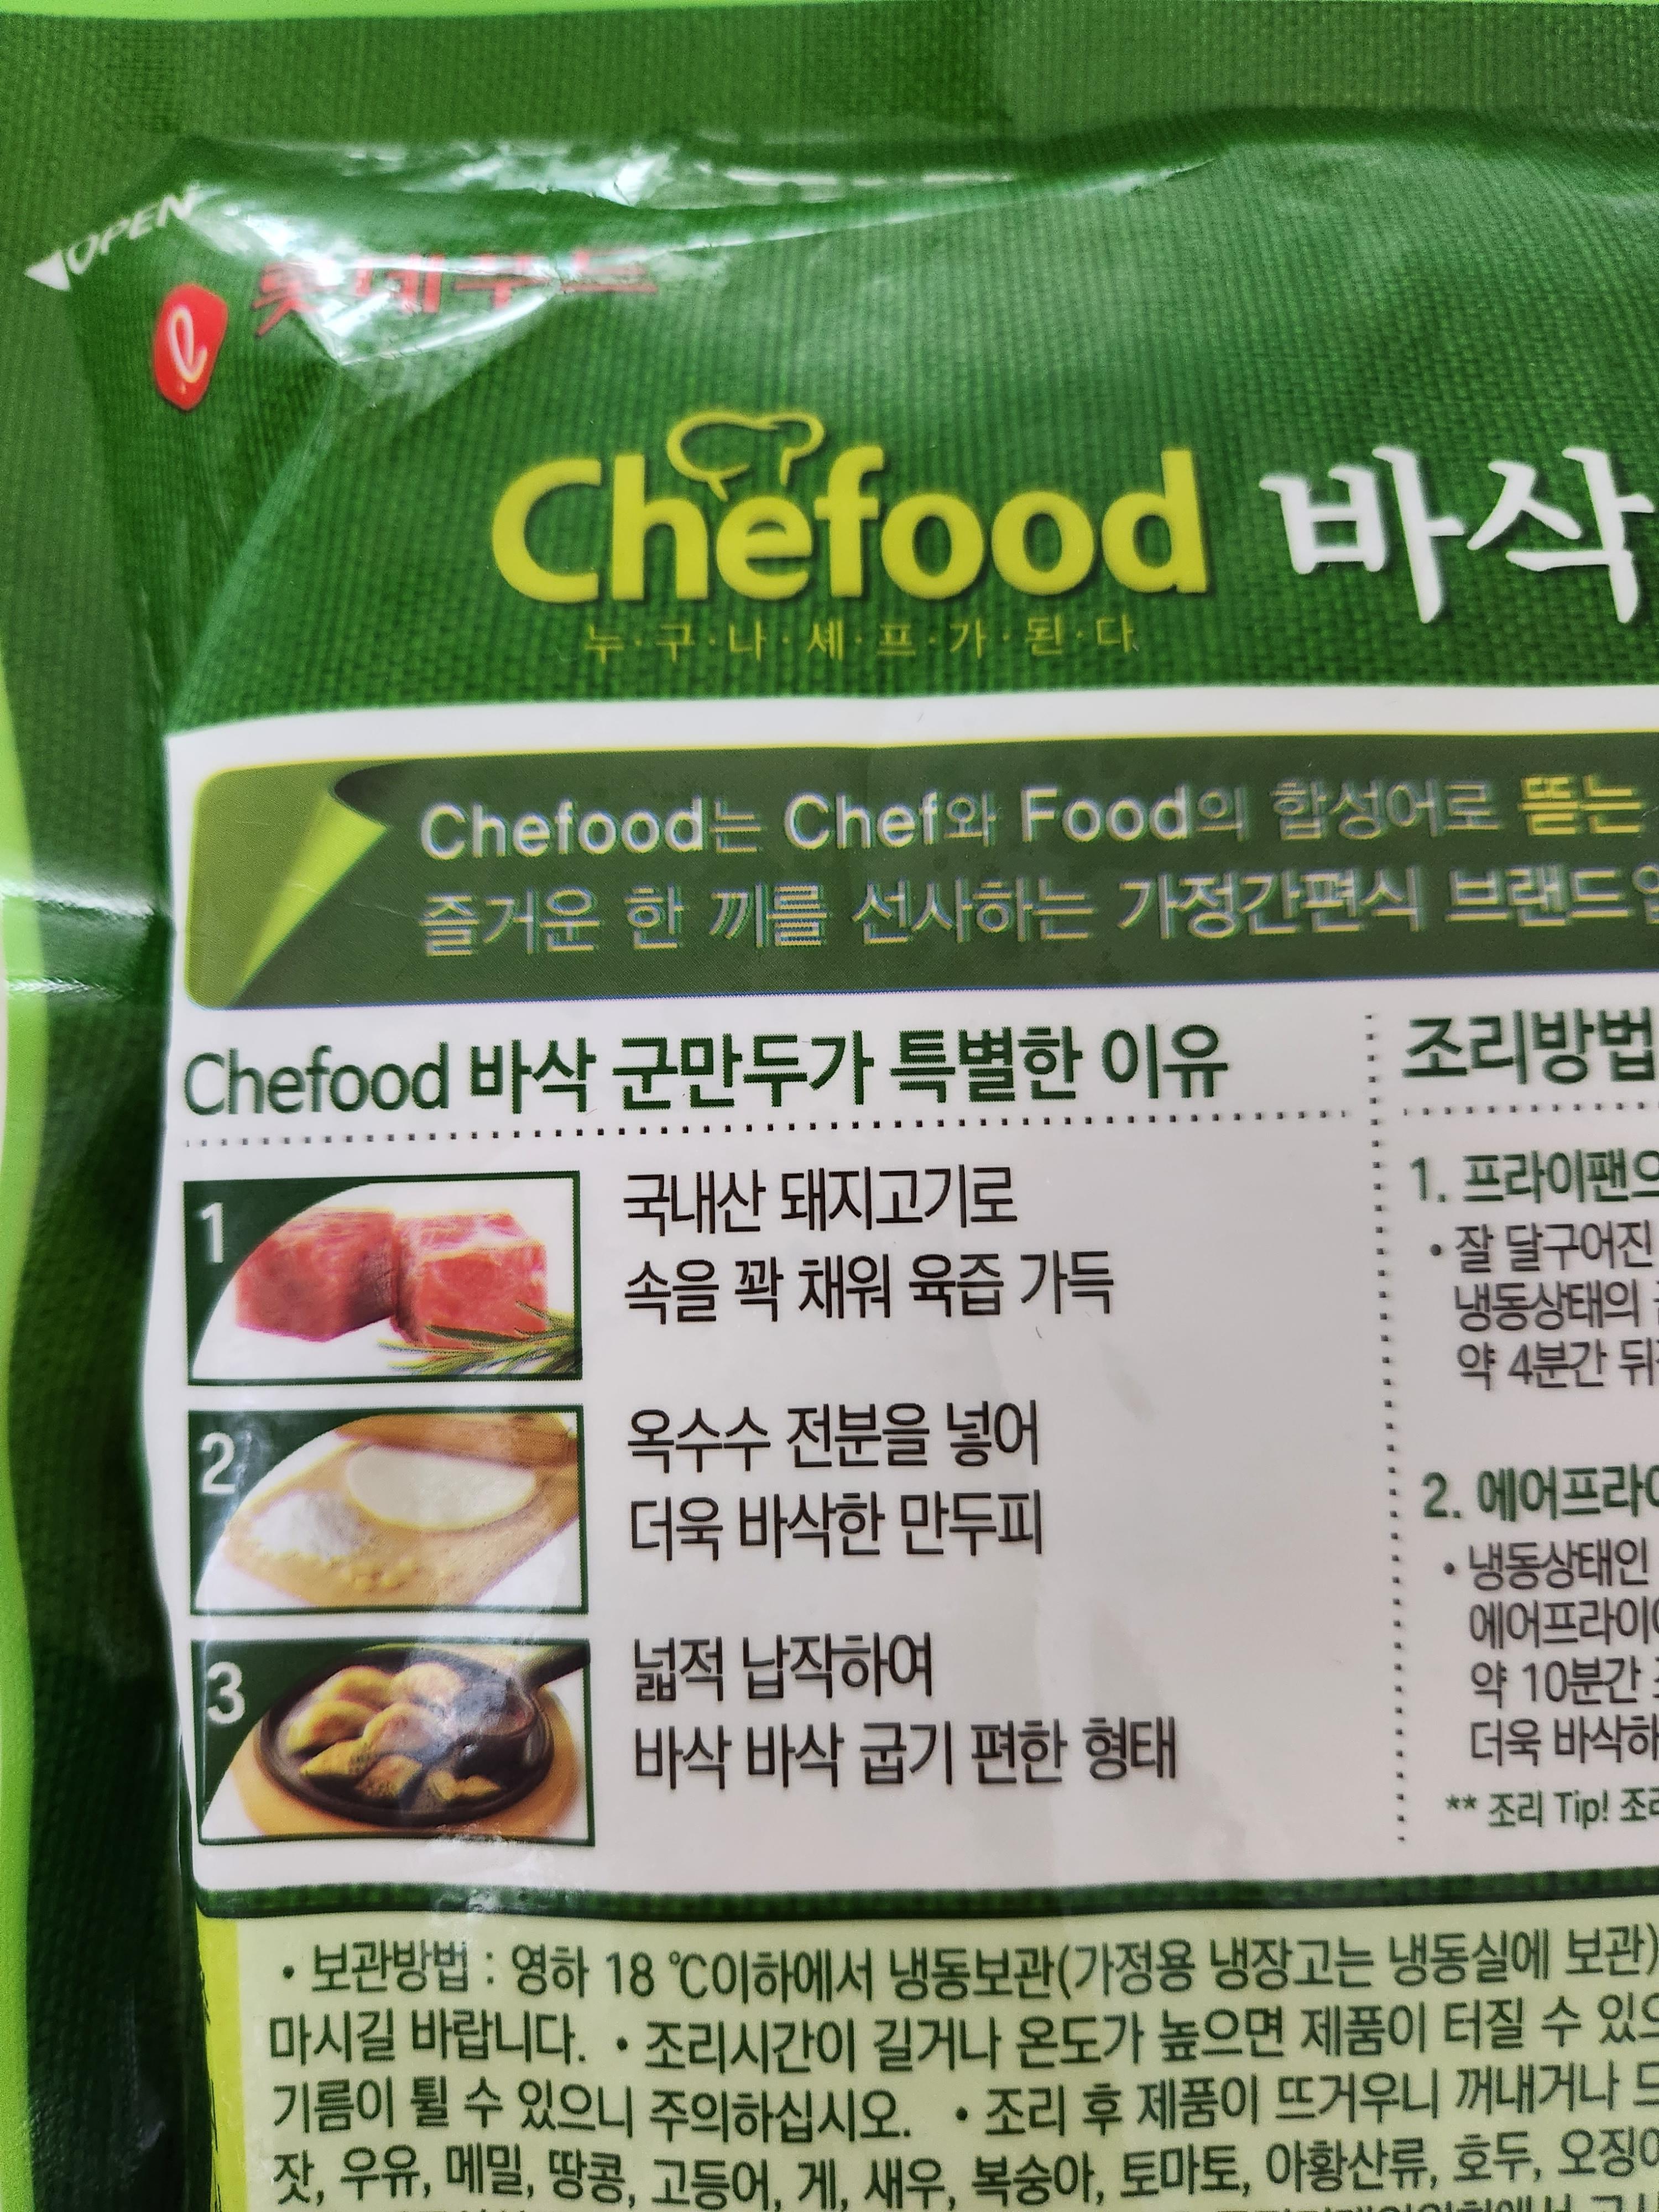 OPEN
롯데푸드
Chefood 바삭
누·구·나·셰·프·가·된·다
Chefood는 Chef와 Food의 합성어로 뜯는
즐거운 한 끼를 선사하는 가정간편식 브랜드
Chefood 바삭 군만두가 특별한 이유
1
국내산 돼지고기로
속을 꽉 채워 육즙 가득
2
옥수수 전분을 넣어
더욱 바삭한 만두피
3
넓적 납작하여
바삭 바삭 굽기 편한 형태
조리방법
1. 프라이팬으
• 잘 달구어진
냉동상태의
약 4분간 뒤
2. 에어프라이
• 냉동상태인
에어프라이
약 10분간
더욱 바삭하
** 조리 Tip! 조리
• 보관방법 : 영하 18 ℃이하에서 냉동보관(가정용 냉장고는 냉동실에 보관)
마시길 바랍니다. • 조리시간이 길거나 온도가 높으면 제품이 터질 수 있으
기름이 튈 수 있으니 주의하십시오. • 조리 후 제품이 뜨거우니 꺼내거나 드
잣, 우유, 메밀, 땅콩, 고등어, 게, 새우, 복숭아, 토마토, 아황산류, 호두, 오징어